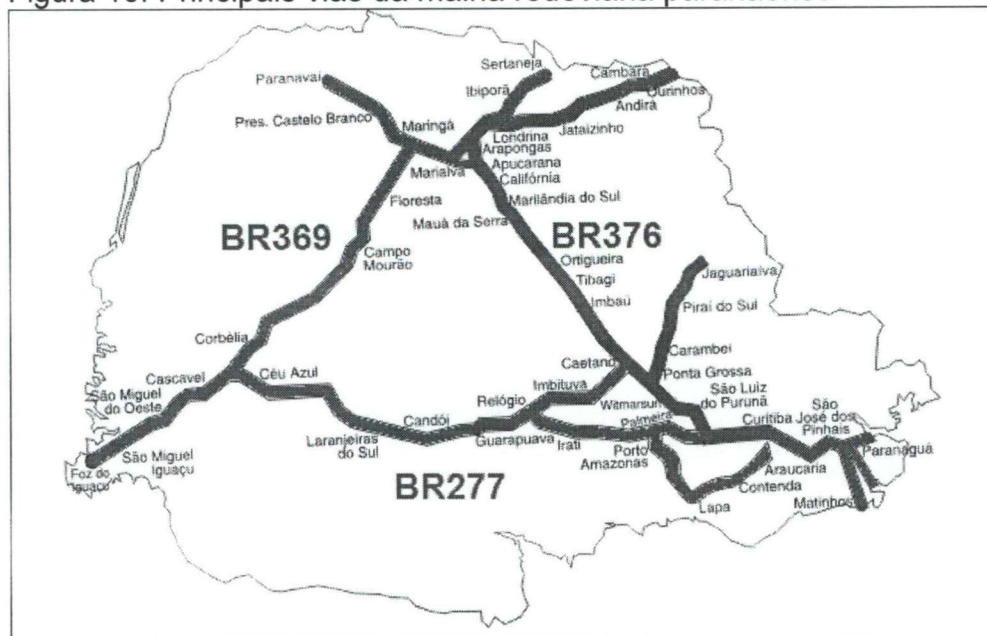 Figura 10: Principais vias da malha rodoviária paranaense
Sertaneja
Paranavaí
Ibiporã
Cambará
Ourinhos
Andirá
Pres. Castelo Branco
Maringá
Londrina
Jataizinho
Arapongas
Marialva
Apucarana
Califórnia
Floresta
Marilândia do Sul
Mauá da Serra
BR369
BR376
Campo
Mourão
Ortigueira
Jaguariaíva
Tibagi
Imbaú
Piraí do Sul
Corbélia
Carambeí
Caetano
Ponta Grossa
Céu Azul
Cascavel
São Miguel
do Oeste
Imbituva
Relógio
Witmarsun
São Luiz
do Purunã
São
José dos
Pinhais
Curitiba
Palmeira
Candói
Laranjeiras
do Sul
Guarapuava
Irati
Porto
Amazonas
Paranaguá
São Miguel
Iguaçu
Foz do
Iguaçu
Araucaria
Contenda
BR277
Lapa
Matinhos